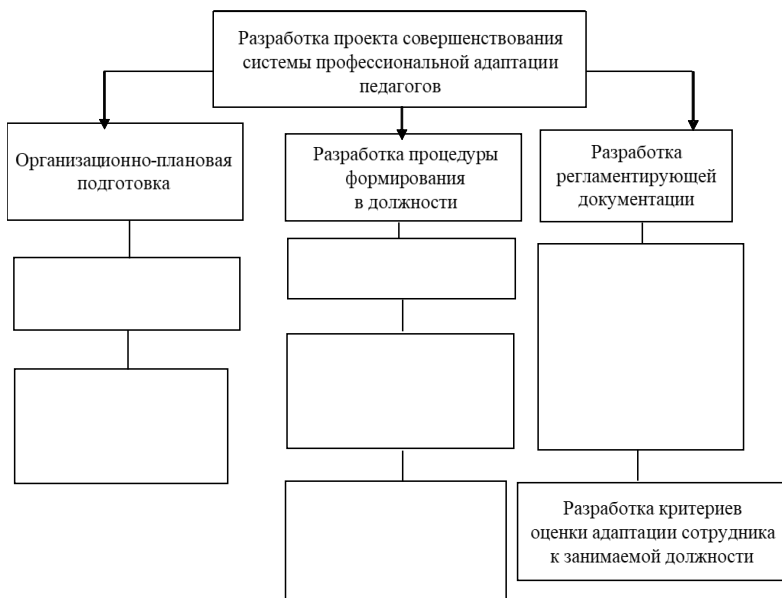 Разработка проекта совершенствования
системы профессиональной адаптации
педагогов
Организационно-плановая
подготовка
Разработка процедуры
формирования
в должности
Разработка
регламентирующей
документации
Разработка критериев
оценки адаптации сотрудника
к занимаемой должности